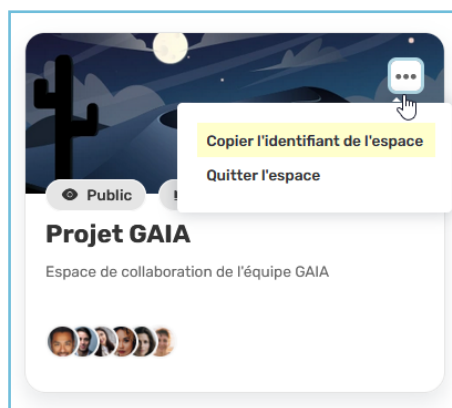 Copier l'identifiant de l'espace
Quitter l'espace
Public
Projet GAIA
Espace de collaboration de l'équipe GAIA